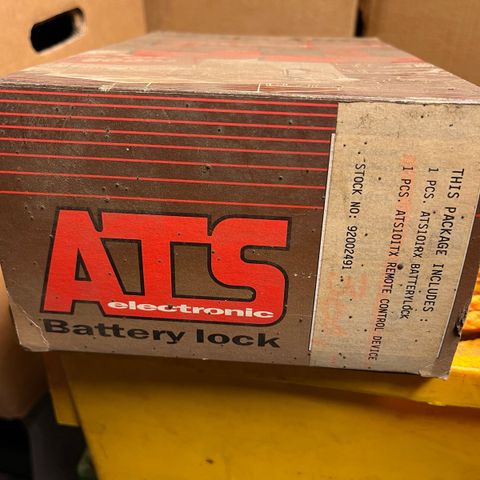 ATS
electronic
Battery lock
THIS PACKAGE INCLUDES :
1 PCS. ATS101RX BATTERYLOCK
1 PCS. ATS101TX REMOTE CONTROL DEVICE
STOCK NO: 92002491